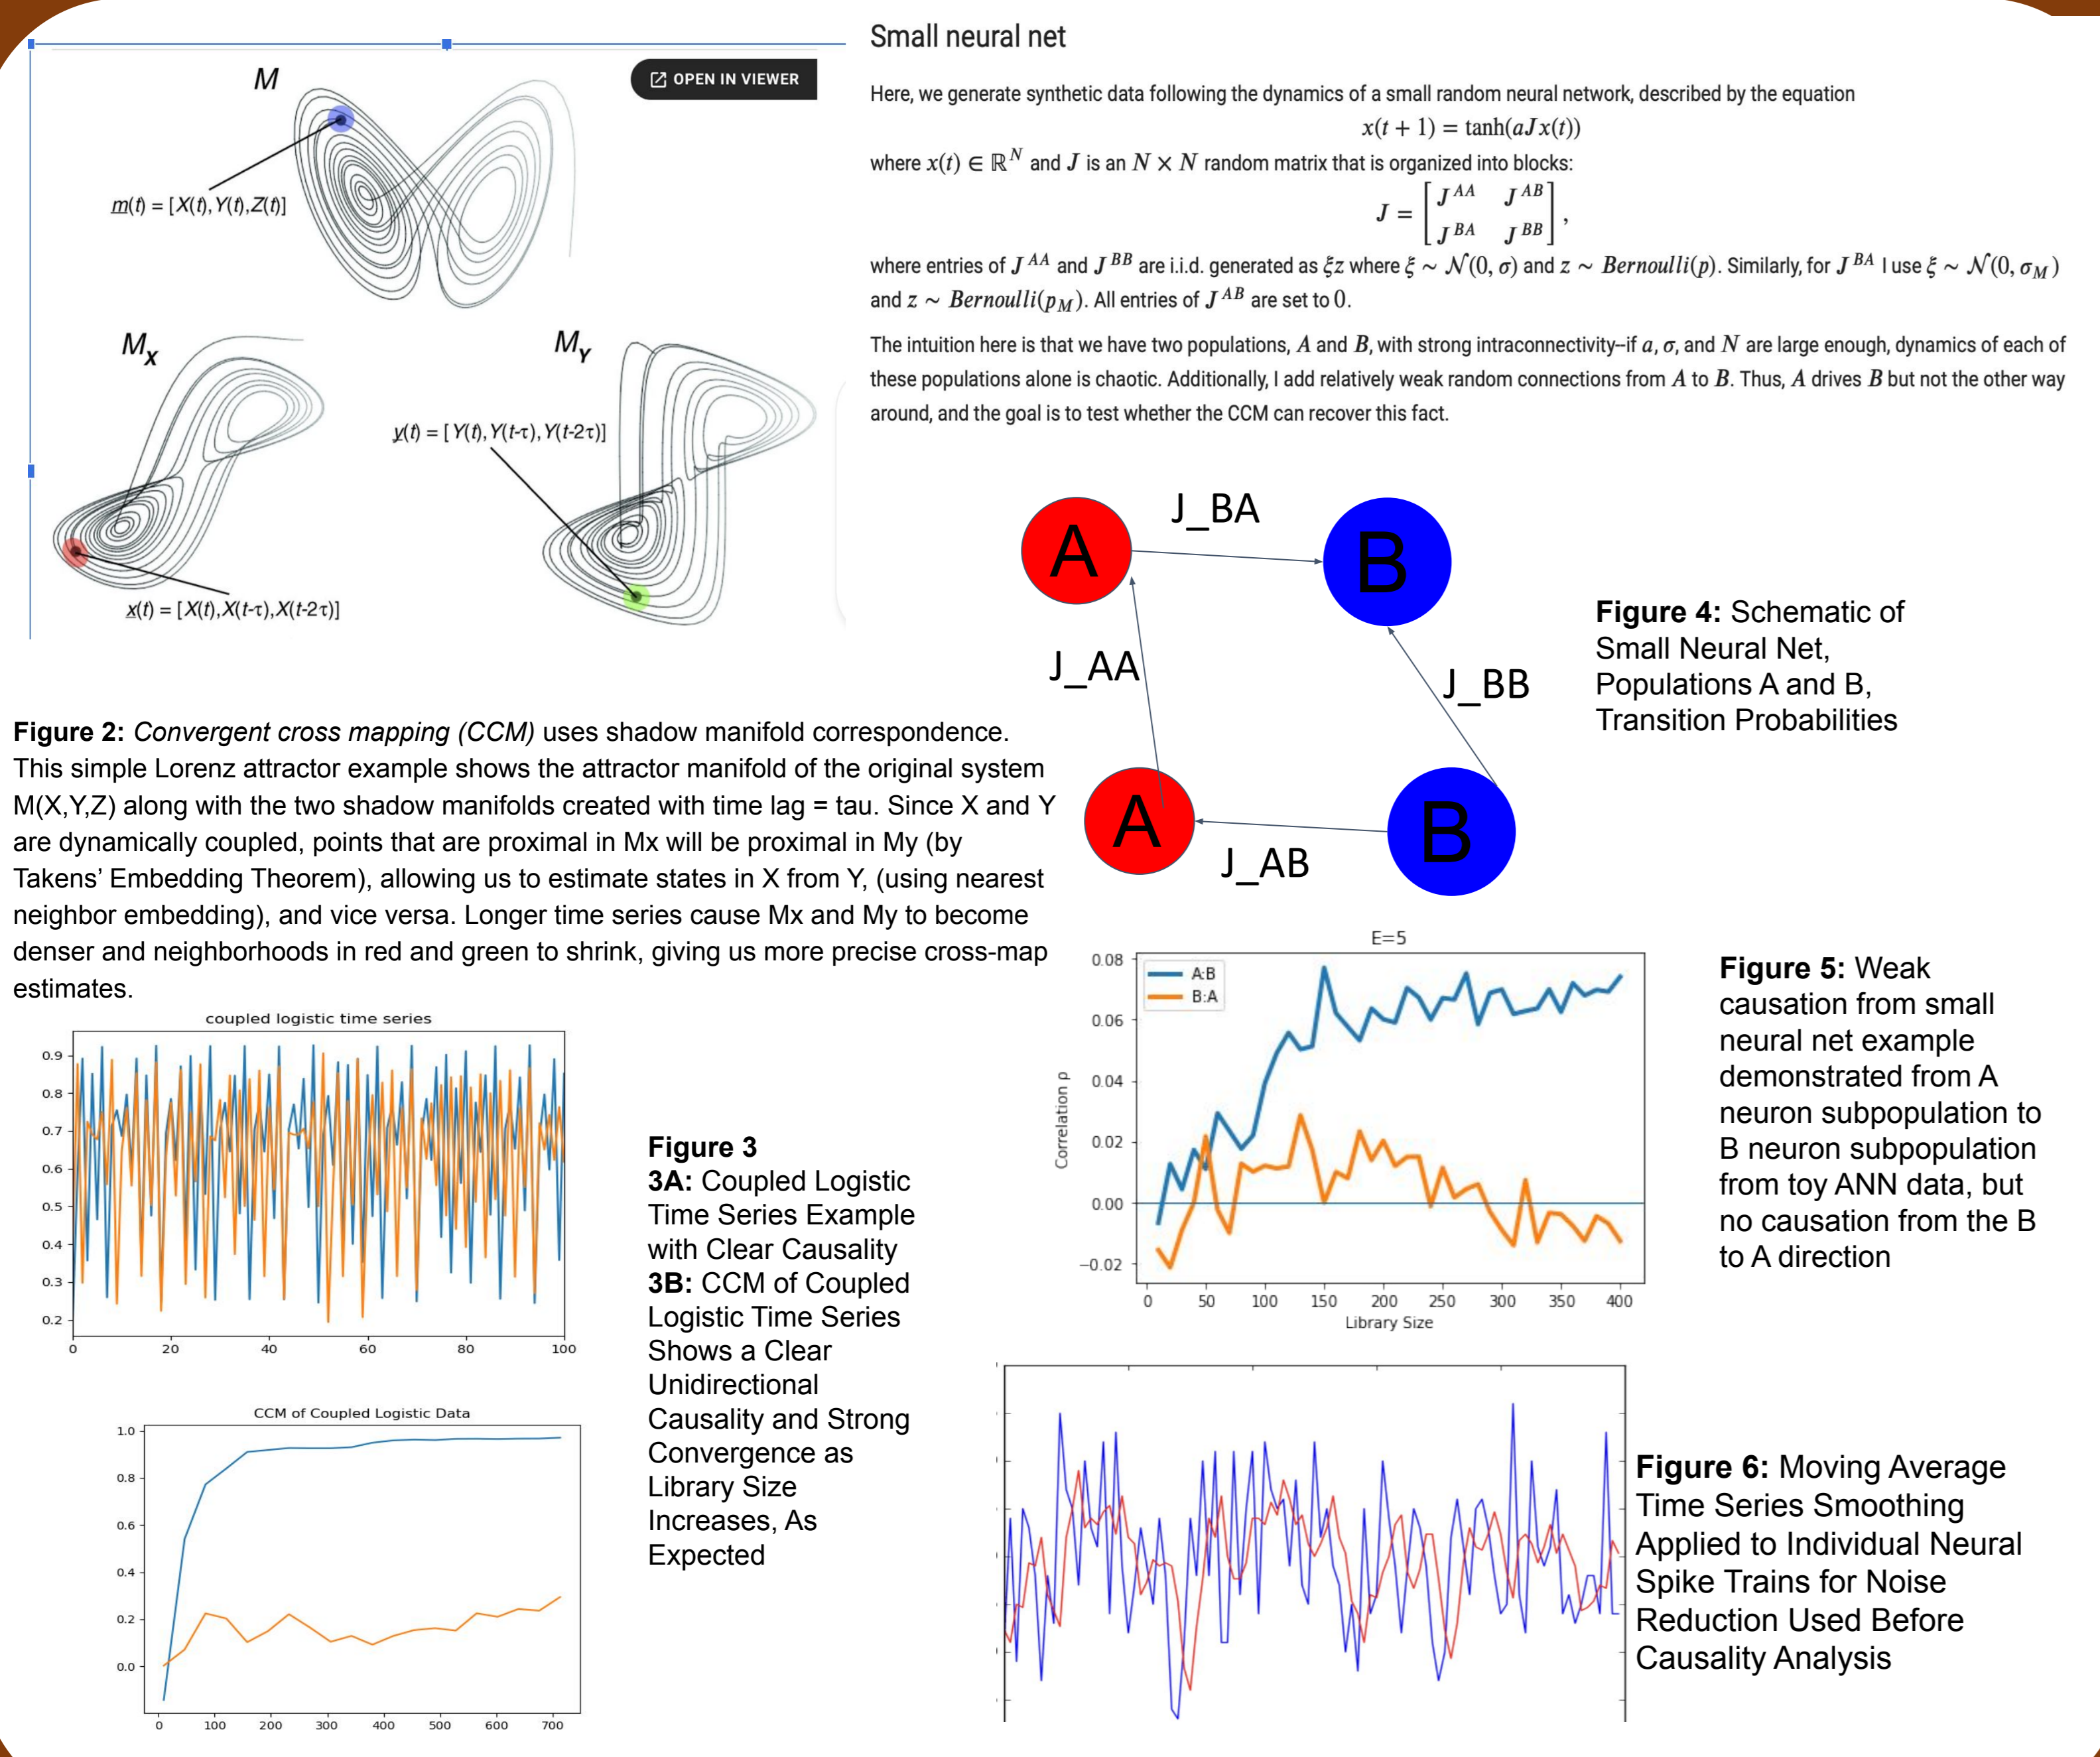 M
OPEN IN VIEWER
m(t) = [X(t),Y(t),Z(t)]
M_X
M_Y
y(t) = [Y(t),Y(t-τ),Y(t-2τ)]
x(t) = [X(t),X(t-τ),X(t-2τ)]
Figure 2: Convergent cross mapping (CCM) uses shadow manifold correspondence.
This simple Lorenz attractor example shows the attractor manifold of the original system
M(X,Y,Z) along with the two shadow manifolds created with time lag = tau. Since X and Y
are dynamically coupled, points that are proximal in Mx will be proximal in My (by
Takens’ Embedding Theorem), allowing us to estimate states in X from Y, (using nearest
neighbor embedding), and vice versa. Longer time series cause Mx and My to become
denser and neighborhoods in red and green to shrink, giving us more precise cross-map
estimates.
coupled logistic time series
0.9
0.8
0.7
0.6
0.5
0.4
0.3
0.2
0 20 40 60 80 100
CCM of Coupled Logistic Data
1.0
0.8
0.6
0.4
0.2
0.0
0 100 200 300 400 500 600 700
Figure 3
3A: Coupled Logistic
Time Series Example
with Clear Causality
3B: CCM of Coupled
Logistic Time Series
Shows a Clear
Unidirectional
Causality and Strong
Convergence as
Library Size
Increases, As
Expected
Small neural net
Here, we generate synthetic data following the dynamics of a small random neural network, described by the equation
x(t + 1) = tanh(aJx(t))
where x(t) ∈ ℝ^N and J is an N × N random matrix that is organized into blocks:
J = [J^AA J^AB
J^BA J^BB],
where entries of J^AA and J^BB are i.i.d. generated as ξz where ξ ~ 𝒩(0, σ) and z ~ Bernoulli(p). Similarly, for J^BA I use ξ ~ 𝒩(0, σ_M)
and z ~ Bernoulli(p_M). All entries of J^AB are set to 0.
The intuition here is that we have two populations, A and B, with strong intraconnectivity–if a, σ, and N are large enough, dynamics of each of
these populations alone is chaotic. Additionally, I add relatively weak random connections from A to B. Thus, A drives B but not the other way
around, and the goal is to test whether the CCM can recover this fact.
A
J_BA
B
J_AA
J_BB
A
J_AB
B
Figure 4: Schematic of
Small Neural Net,
Populations A and B,
Transition Probabilities
E=5
A:B
B:A
0.08
0.06
0.04
0.02
0.00
−0.02
Correlation ρ
0 50 100 150 200 250 300 350 400
Library Size
Figure 5: Weak
causation from small
neural net example
demonstrated from A
neuron subpopulation to
B neuron subpopulation
from toy ANN data, but
no causation from the B
to A direction
Figure 6: Moving Average
Time Series Smoothing
Applied to Individual Neural
Spike Trains for Noise
Reduction Used Before
Causality Analysis